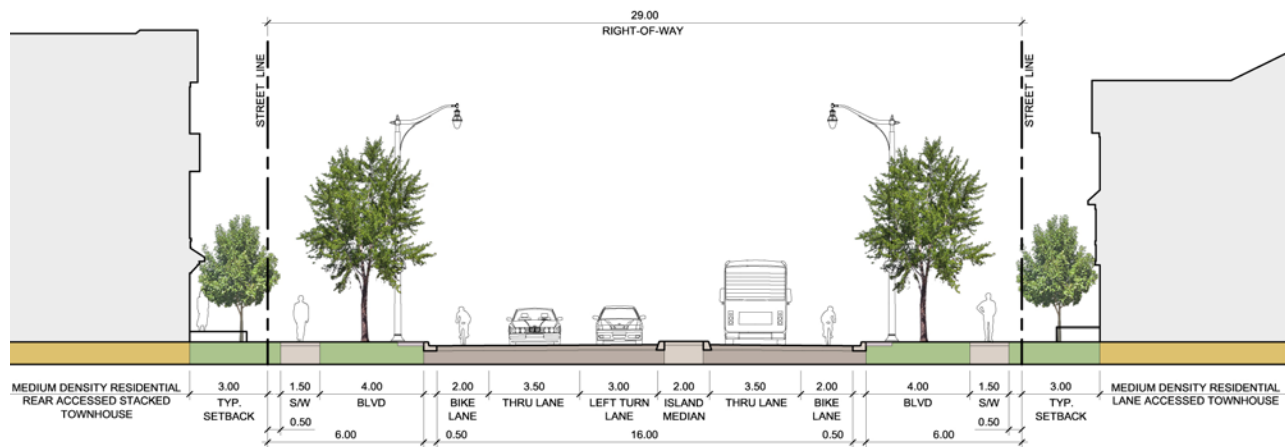 29.00
RIGHT-OF-WAY
STREET LINE
STREET LINE
MEDIUM DENSITY RESIDENTIAL
REAR ACCESSED STACKED
TOWNHOUSE
3.00
TYP.
SETBACK
1.50
S/W
0.50
4.00
BLVD
6.00
2.00
BIKE
LANE
0.50
3.50
THRU LANE
3.00
LEFT TURN
LANE
2.00
ISLAND
MEDIAN
3.50
THRU LANE
16.00
2.00
BIKE
LANE
0.50
4.00
BLVD
1.50
S/W
0.50
6.00
3.00
TYP.
SETBACK
MEDIUM DENSITY RESIDENTIAL
LANE ACCESSED TOWNHOUSE